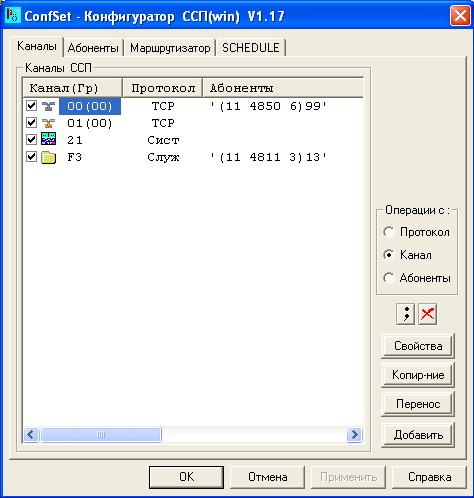 ConfSet - Конфигуратор ССП(win) V1.17
Каналы Абоненты Маршрутизатор SCHEDULE
Каналы ССП
Канал(Гр) Протокол Абоненты
00(00) TCP '(11 4850 6)99'
01(00) TCP
21 Сист
F3 Служ '(11 4811 3)13'
Операции с :
Протокол
Канал
Абоненты
;
Свойства
Копир-ние
Перенос
Добавить
OK Отмена Применить Справка